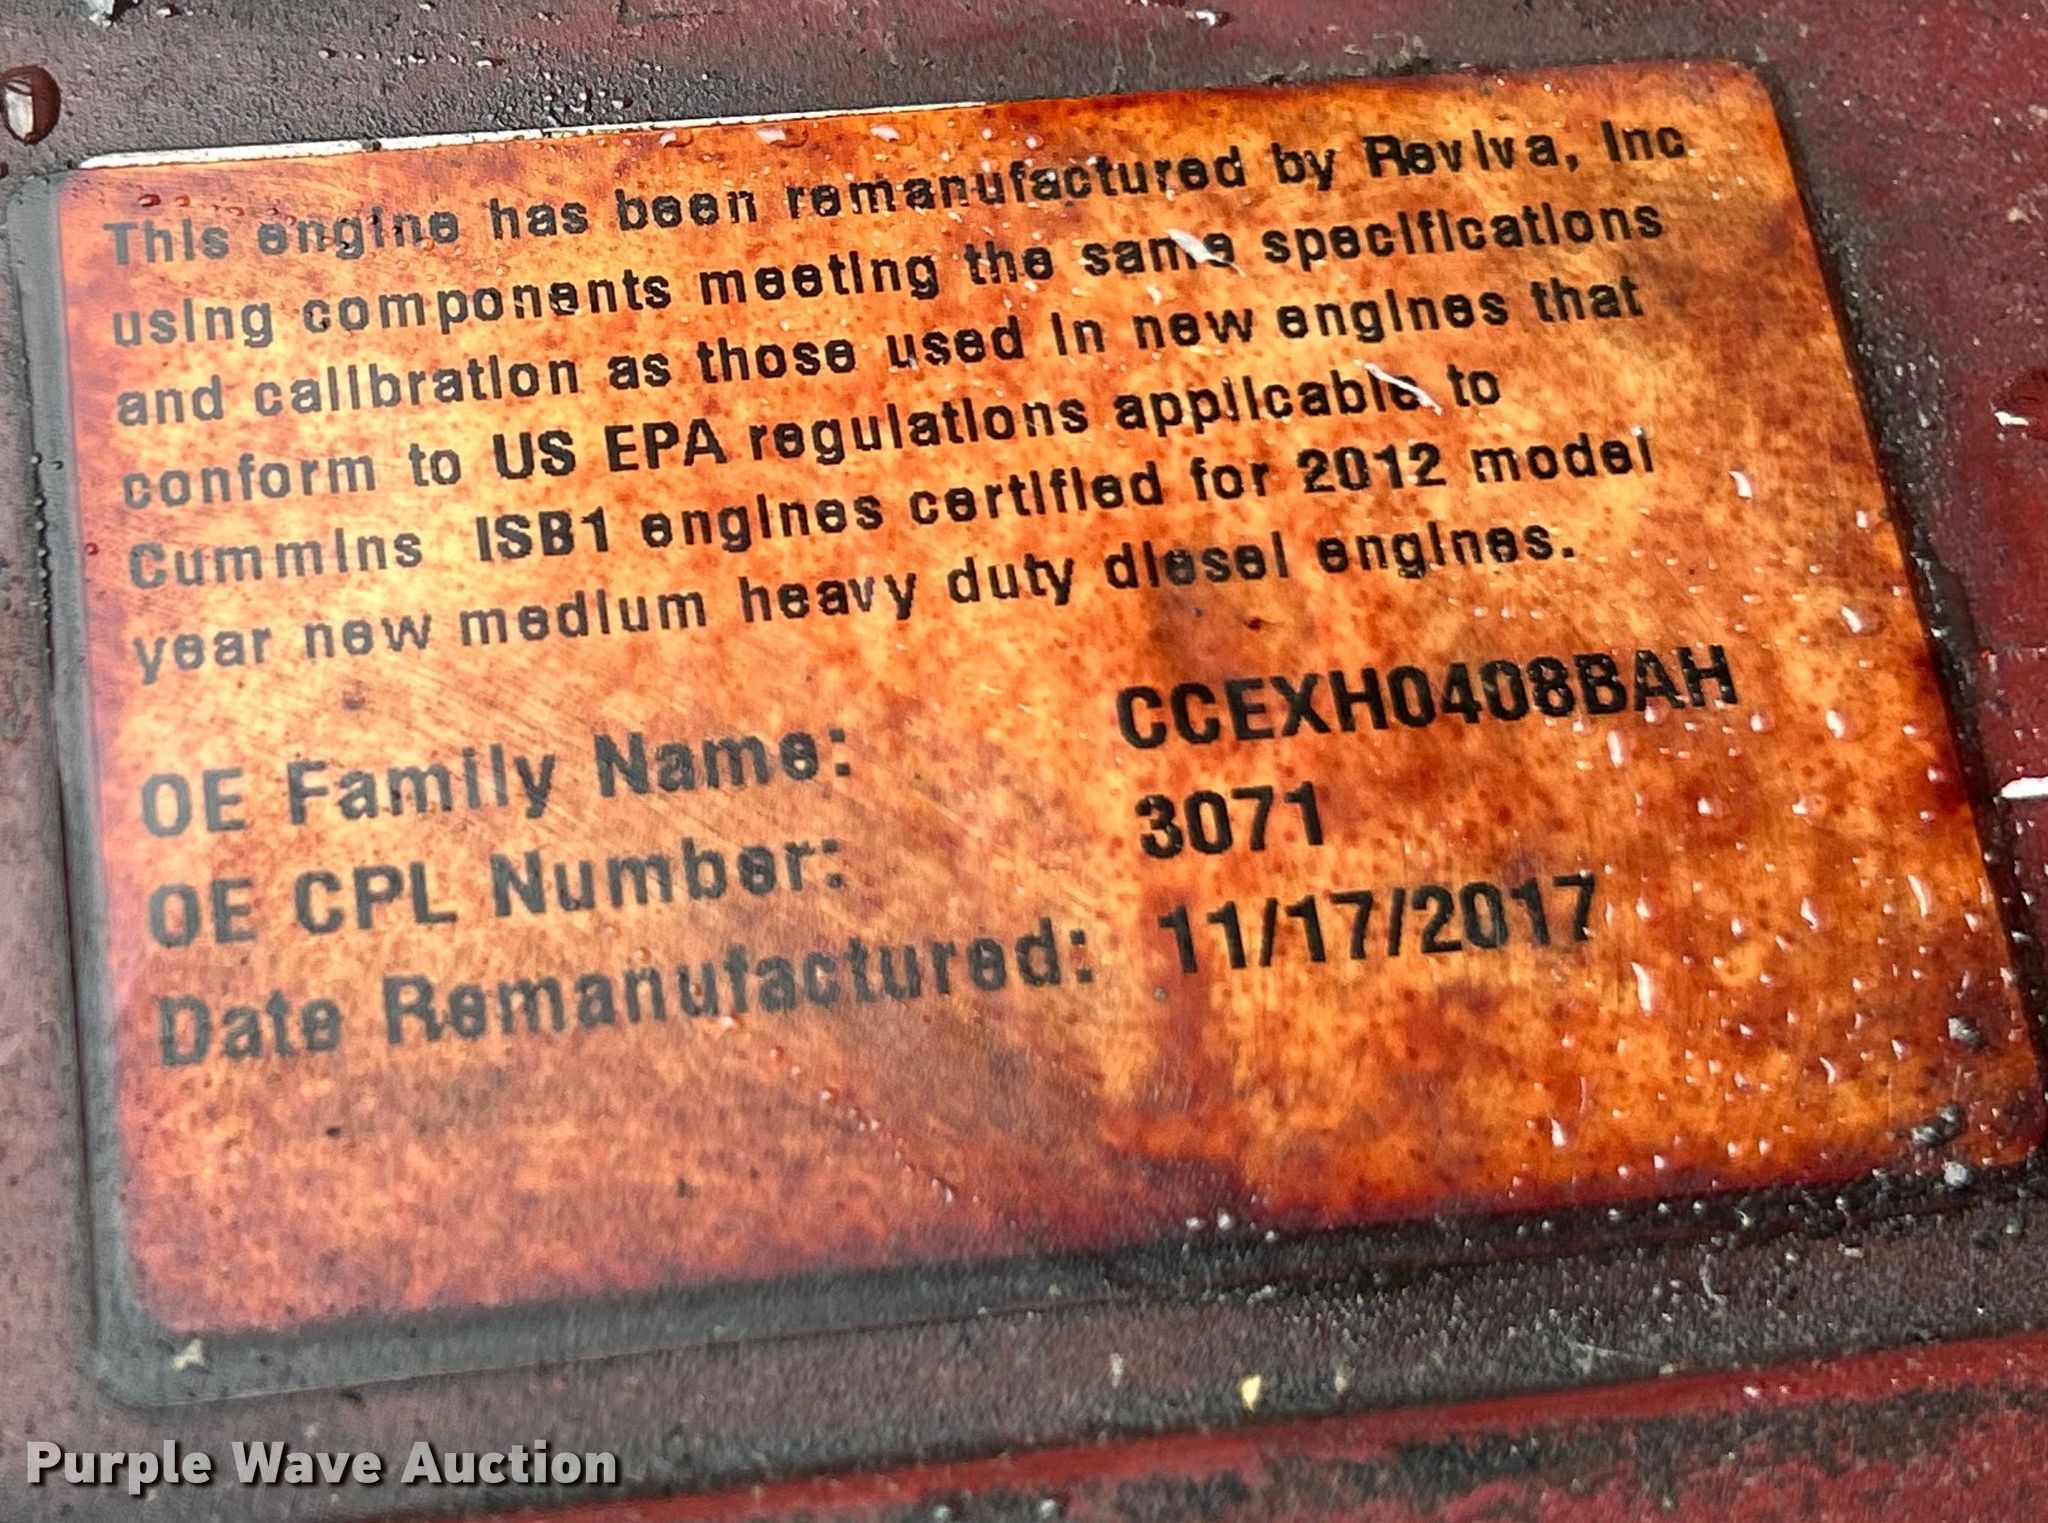 This engine has been remanufactured by Reviva, Inc
using components meeting the same specifications
and calibration as those used in new engines that
conform to US EPA regulations applicable to
Cummins ISB1 engines certified for 2012 model
year new medium heavy duty diesel engines.
OE Family Name: CCEXH0408BAH
OE CPL Number: 3071
Date Remanufactured: 11/17/2017
Purple Wave Auction